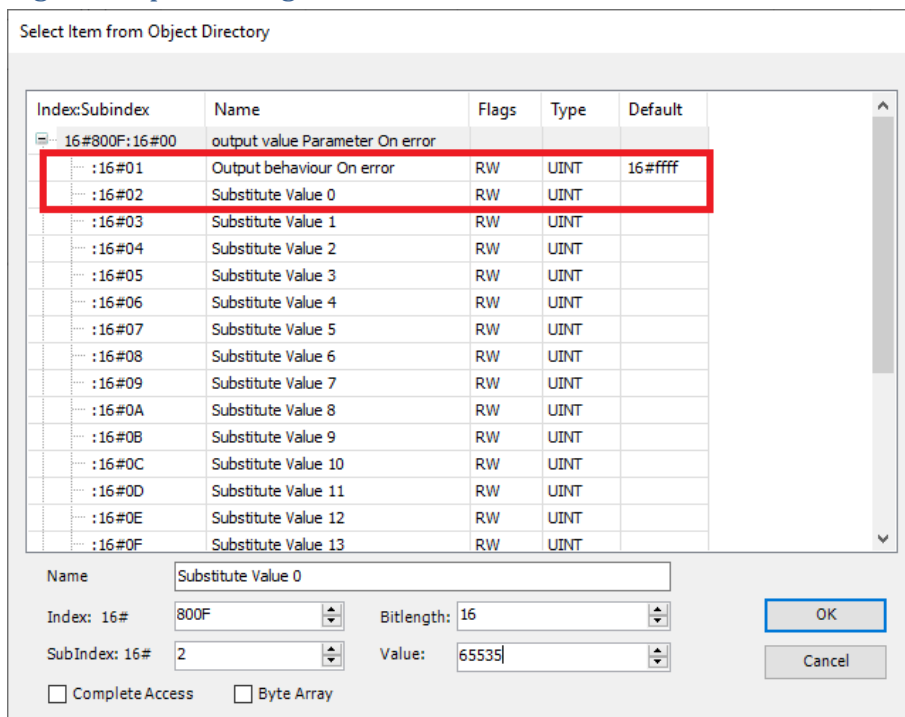 Select Item from Object Directory
Index:Subindex Name Flags Type Default
16#800F:16#00 output value Parameter On error
:16#01 Output behaviour On error RW UINT 16#ffff
:16#02 Substitute Value 0 RW UINT
:16#03 Substitute Value 1 RW UINT
:16#04 Substitute Value 2 RW UINT
:16#05 Substitute Value 3 RW UINT
:16#06 Substitute Value 4 RW UINT
:16#07 Substitute Value 5 RW UINT
:16#08 Substitute Value 6 RW UINT
:16#09 Substitute Value 7 RW UINT
:16#0A Substitute Value 8 RW UINT
:16#0B Substitute Value 9 RW UINT
:16#0C Substitute Value 10 RW UINT
:16#0D Substitute Value 11 RW UINT
:16#0E Substitute Value 12 RW UINT
:16#0F Substitute Value 13 RW UINT
Name Substitute Value 0
Index: 16# 800F Bitlength: 16 OK
SubIndex: 16# 2 Value: 65535 Cancel
Complete Access Byte Array